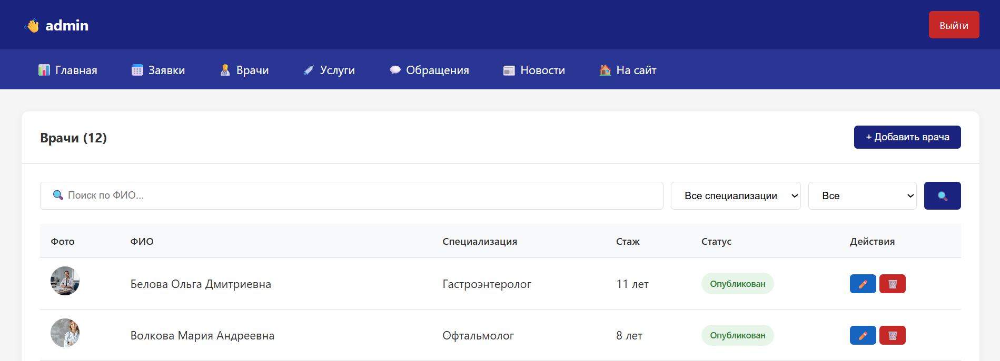 admin
Выйти
Главная Заявки Врачи Услуги Обращения Новости На сайт
Врачи (12)
+ Добавить врача
Поиск по ФИО... Все специализации Все
Фото ФИО Специализация Стаж Статус Действия
Белова Ольга Дмитриевна Гастроэнтеролог 11 лет Опубликован
Волкова Мария Андреевна Офтальмолог 8 лет Опубликован